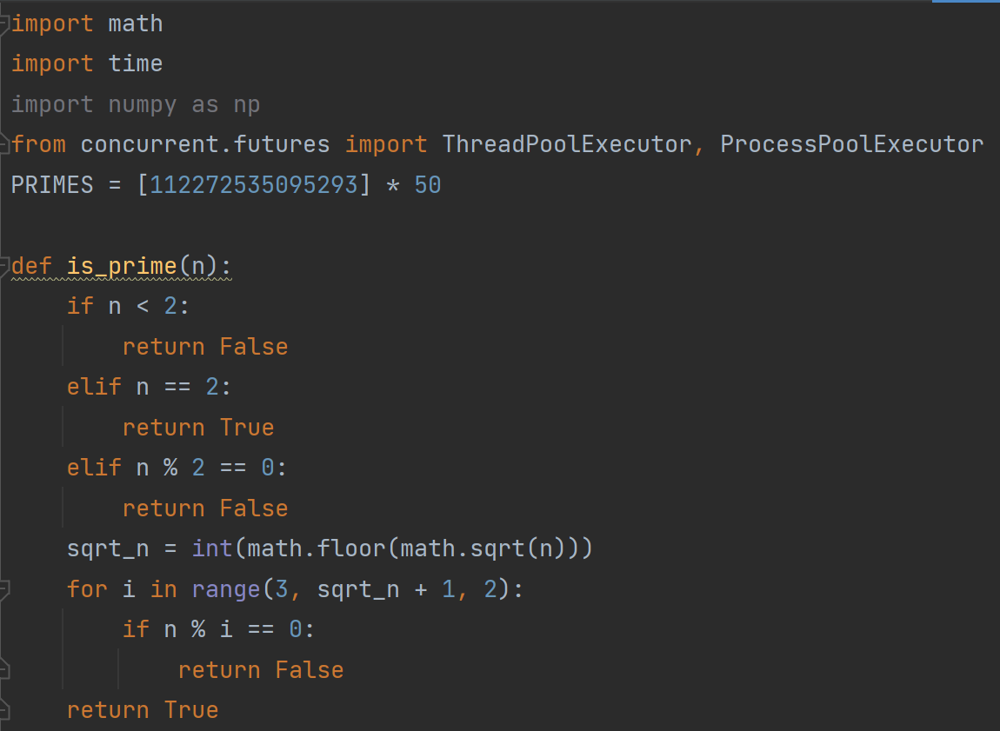 import math
import time
import numpy as np
from concurrent.futures import ThreadPoolExecutor, ProcessPoolExecutor
PRIMES = [112272535095293] * 50
def is_prime(n):
    if n < 2:
        return False
    elif n == 2:
        return True
    elif n % 2 == 0:
        return False
    sqrt_n = int(math.floor(math.sqrt(n)))
    for i in range(3, sqrt_n + 1, 2):
        if n % i == 0:
            return False
    return True